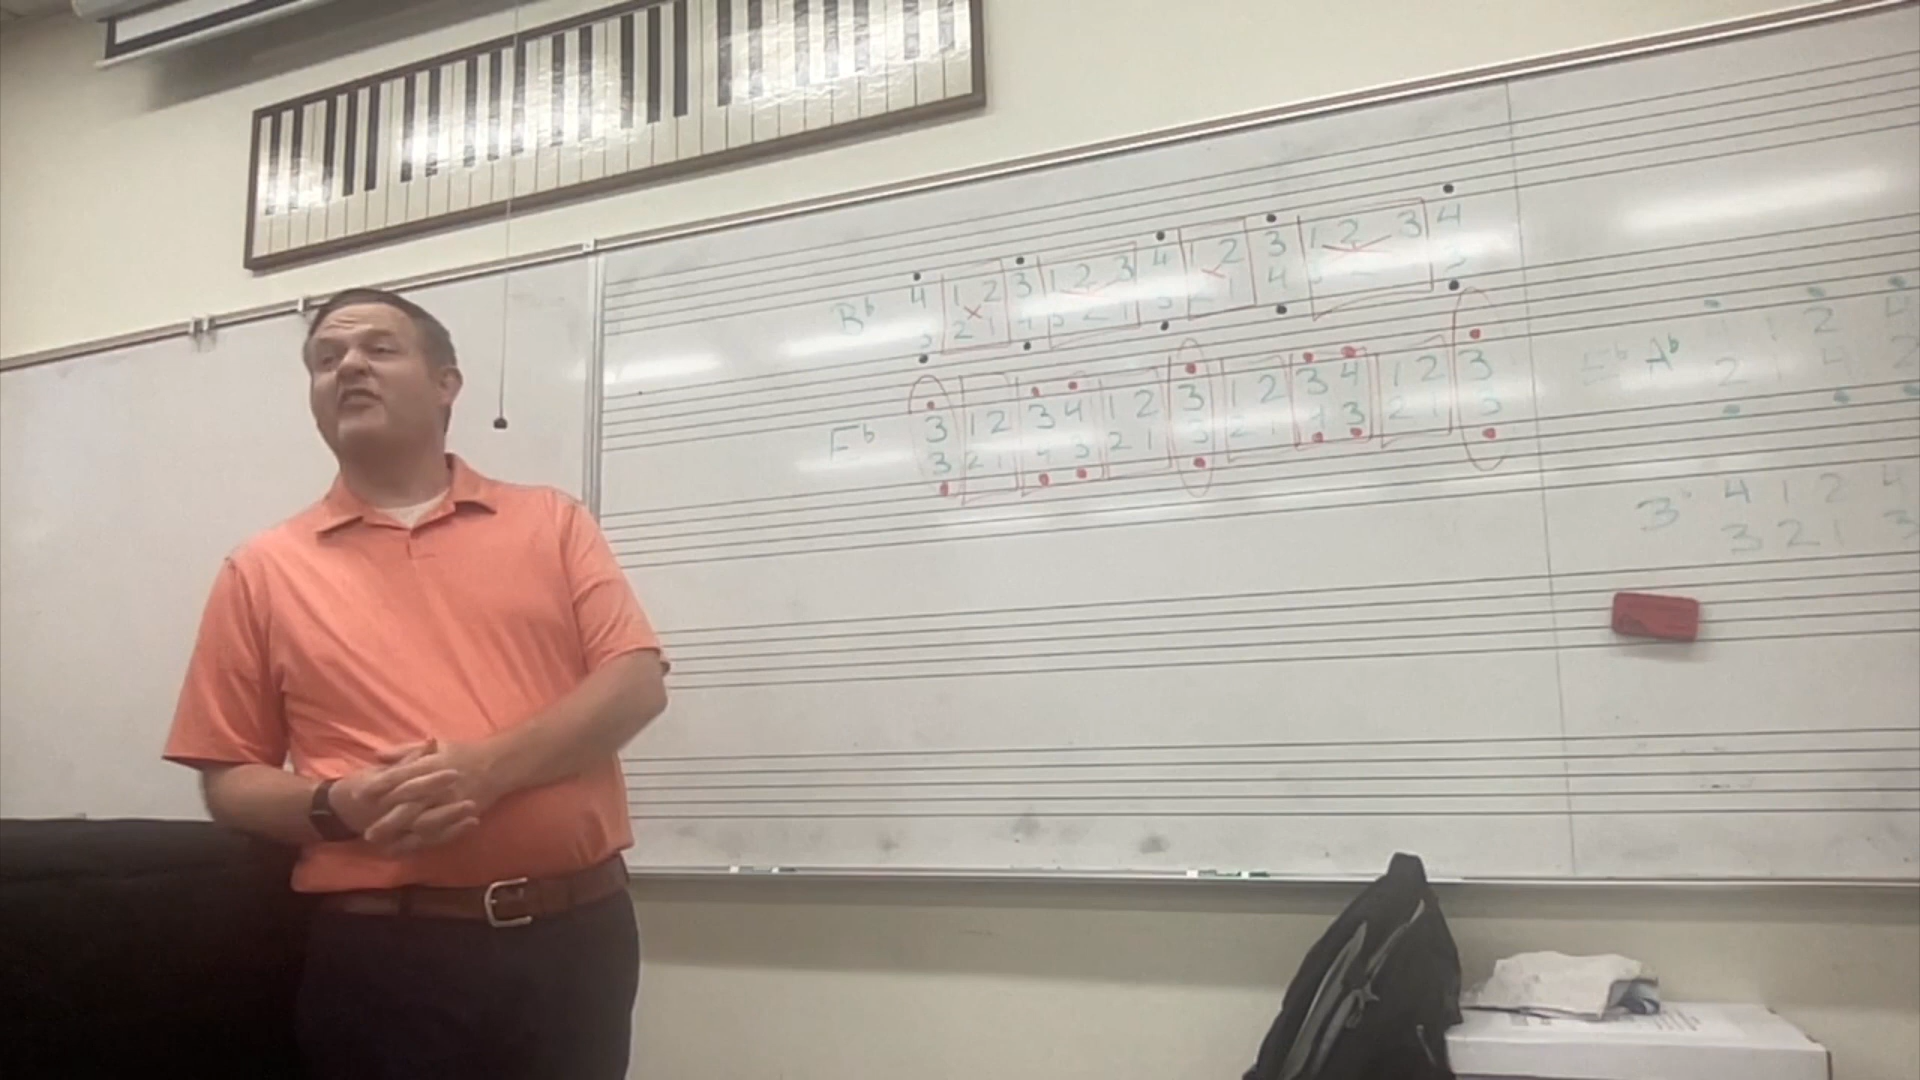 B♭ 4 1 2 3 1 2 3 4 1 2 3 1 2 3 4
2 1 4 3 2 1 3 1 4
E♭ 3 1 2 3 4 1 2 3 1 2 3 4 1 2 3
3 2 1 4 3 2 1 3 2 1 4 3 2 1 3
A♭ 1 2 4
2 1 4 2
3 4 1 2 4
3 2 1 3